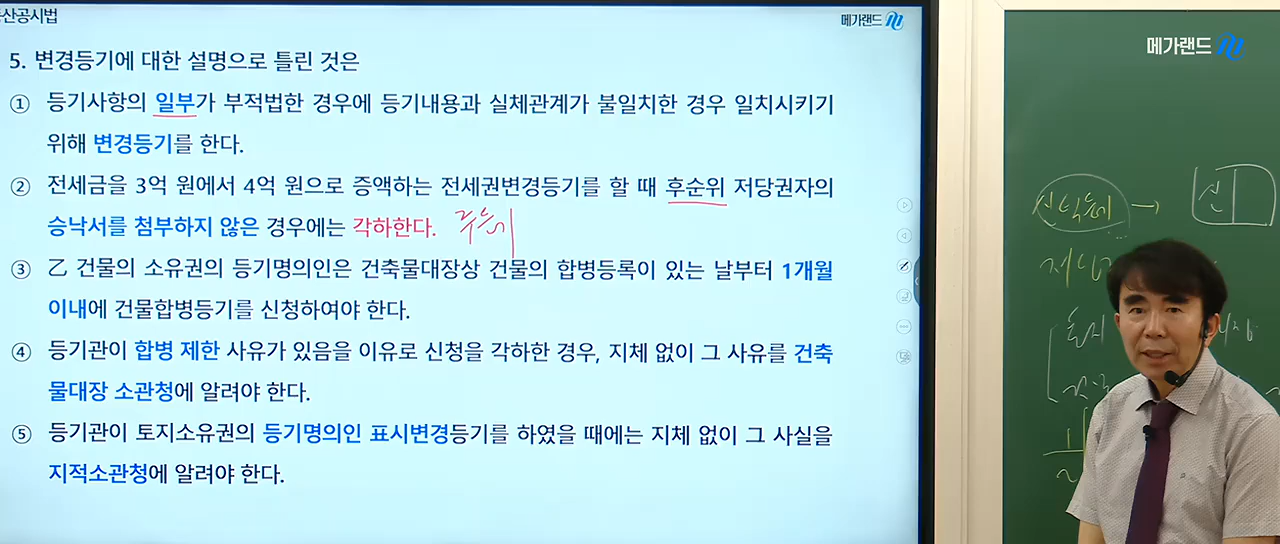 산공시법
메가랜드
메가랜드
5. 변경등기에 대한 설명으로 틀린 것은
① 등기사항의 일부가 부적법한 경우에 등기내용과 실체관계가 불일치한 경우 일치시키기
위해 변경등기를 한다.
② 전세금을 3억 원에서 4억 원으로 증액하는 전세권변경등기를 할 때 후순위 저당권자의
승낙서를 첨부하지 않은 경우에는 각하한다.
③ 乙 건물의 소유권의 등기명의인은 건축물대장상 건물의 합병등록이 있는 날부터 1개월
이내에 건물합병등기를 신청하여야 한다.
④ 등기관이 합병 제한 사유가 있음을 이유로 신청을 각하한 경우, 지체 없이 그 사유를 건축
물대장 소관청에 알려야 한다.
⑤ 등기관이 토지소유권의 등기명의인 표시변경등기를 하였을 때에는 지체 없이 그 사실을
지적소관청에 알려야 한다.